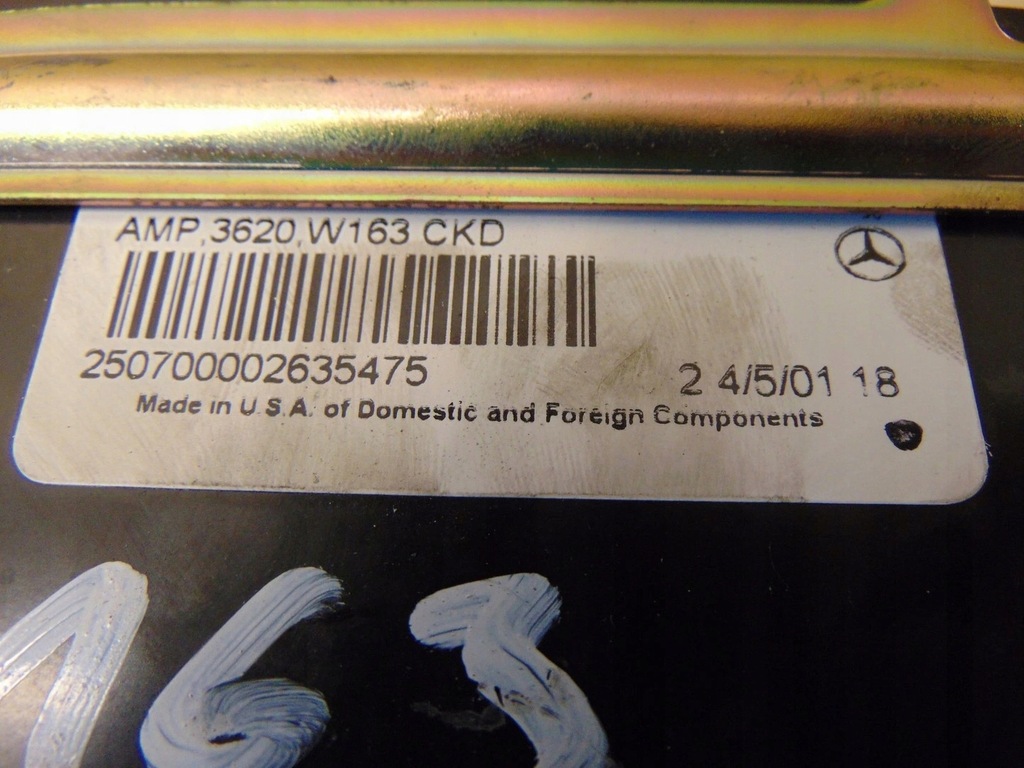 AMP,3620,W163 CKD
250700002635475
2 4/5/01 18
Made in U.S.A. of Domestic and Foreign Components
163